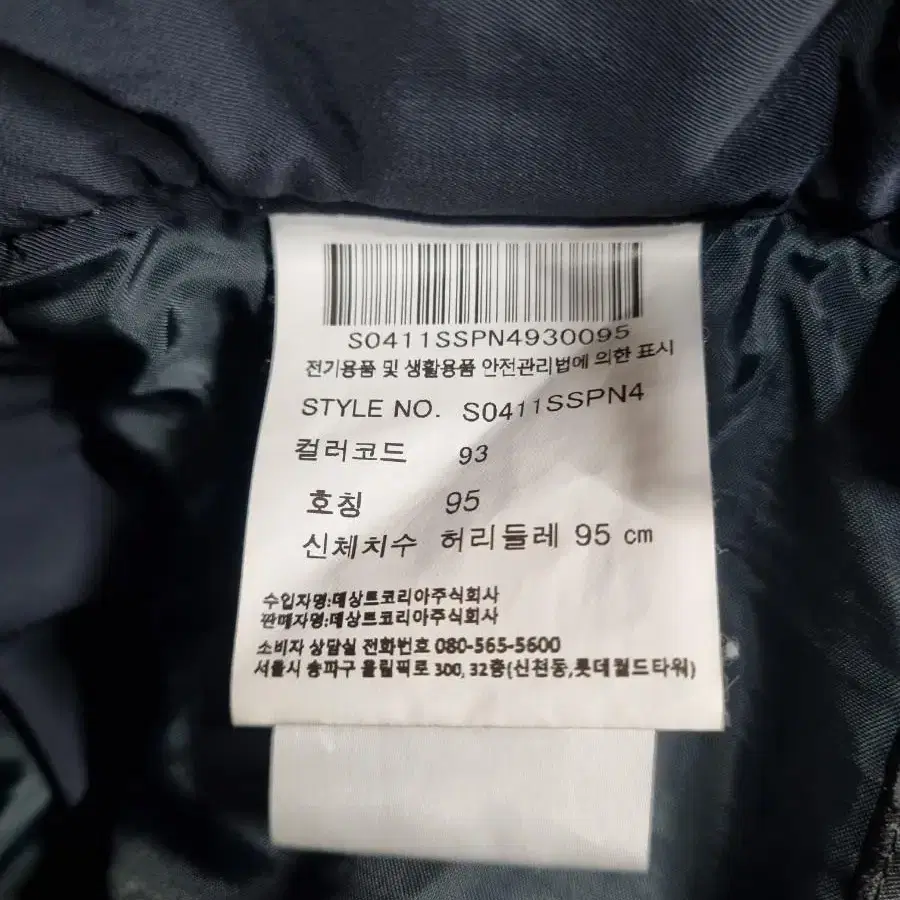 S0411SSPN4930095
전기용품 및 생활용품 안전관리법에 의한 표시
STYLE NO. S0411SSPN4
컬러코드 93
호칭 95
신체치수 허리둘레 95 cm
수입자명:데상트코리아주식회사
판매자명:데상트코리아주식회사
소비자 상담실 전화번호 080-565-5600
서울시 송파구 올림픽로 300, 32층(신천동,롯데월드타워)